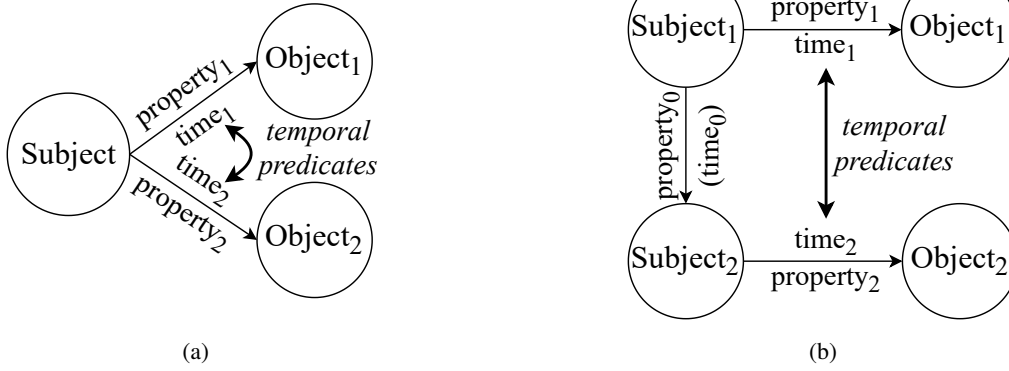 Object₁
property₁
time₁
Subject
temporal
predicates
time₂
property₂
Object₂
(a)
Subject₁
property₁
time₁
Object₁
property₀
(time₀)
temporal
predicates
Subject₂
time₂
property₂
Object₂
(b)